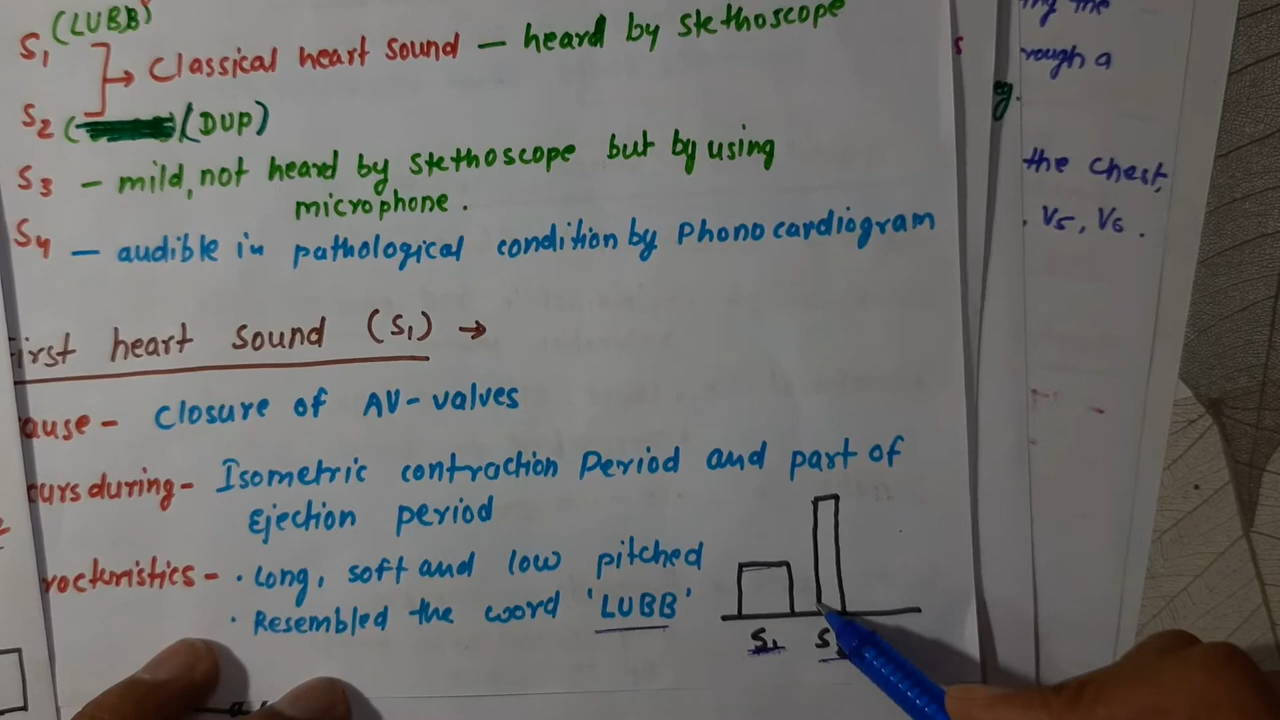 S1 (LUBB)
Classical heart sound — heard by stethoscope
S2 (DUP)
S3 - mild, not heard by stethoscope but by using
microphone.
S4 — audible in pathological condition by Phonocardiogram
irst heart sound (S1) →
ause - Closure of AV-valves
curs during - Isometric contraction Period and part of
Ejection period
rocteristics - · Long, soft and low pitched
· Resembled the word 'LUBB'
S1 S
the
rough a
eg.
the chest,
, V5, V6.